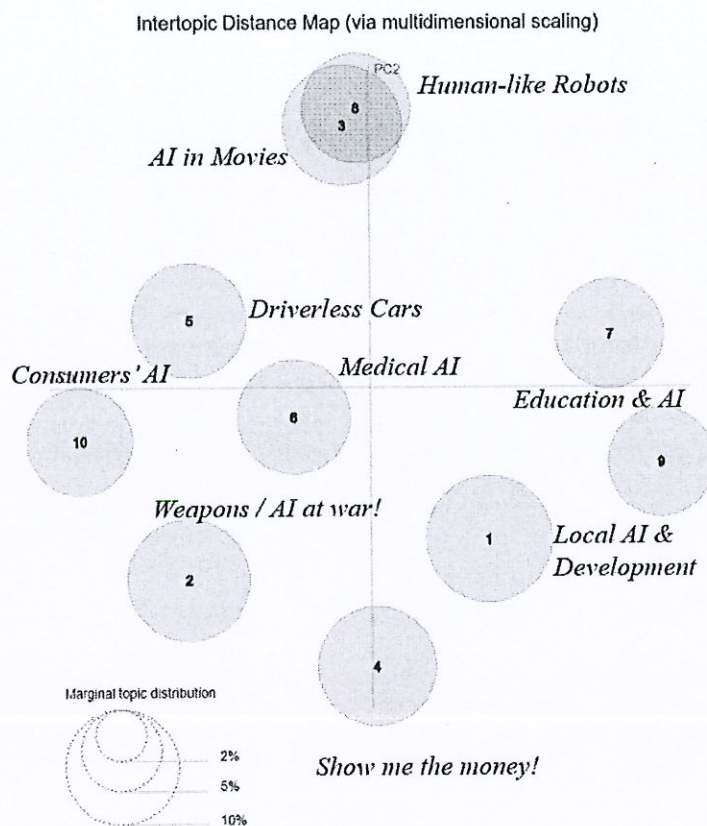 Intertopic Distance Map (via multidimensional scaling)
PC2
Human-like Robots
8
3
AI in Movies
5
Driverless Cars
7
Consumers' AI
Medical AI
Education & AI
10
6
9
Weapons / AI at war!
1
Local AI &
Development
2
4
Marginal topic distribution
2%
Show me the money!
5%
10%